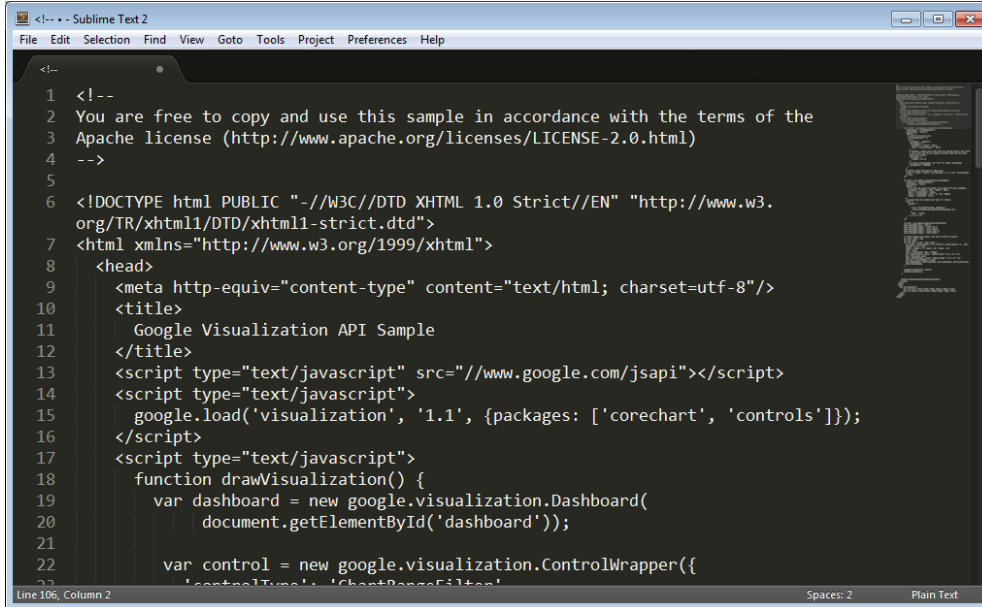 <!-- • - Sublime Text 2
File Edit Selection Find View Goto Tools Project Preferences Help
<!--
1 <!--
2 You are free to copy and use this sample in accordance with the terms of the
3 Apache license (http://www.apache.org/licenses/LICENSE-2.0.html)
4 -->
5
6 <!DOCTYPE html PUBLIC "-//W3C//DTD XHTML 1.0 Strict//EN" "http://www.w3.
org/TR/xhtml1/DTD/xhtml1-strict.dtd">
7 <html xmlns="http://www.w3.org/1999/xhtml">
8 <head>
9 <meta http-equiv="content-type" content="text/html; charset=utf-8"/>
10 <title>
11 Google Visualization API Sample
12 </title>
13 <script type="text/javascript" src="//www.google.com/jsapi"></script>
14 <script type="text/javascript">
15 google.load('visualization', '1.1', {packages: ['corechart', 'controls']});
16 </script>
17 <script type="text/javascript">
18 function drawVisualization() {
19 var dashboard = new google.visualization.Dashboard(
20 document.getElementById('dashboard'));
21
22 var control = new google.visualization.ControlWrapper({
23 'controlType': 'ChartRangeFilter'
Line 106, Column 2 Spaces: 2 Plain Text